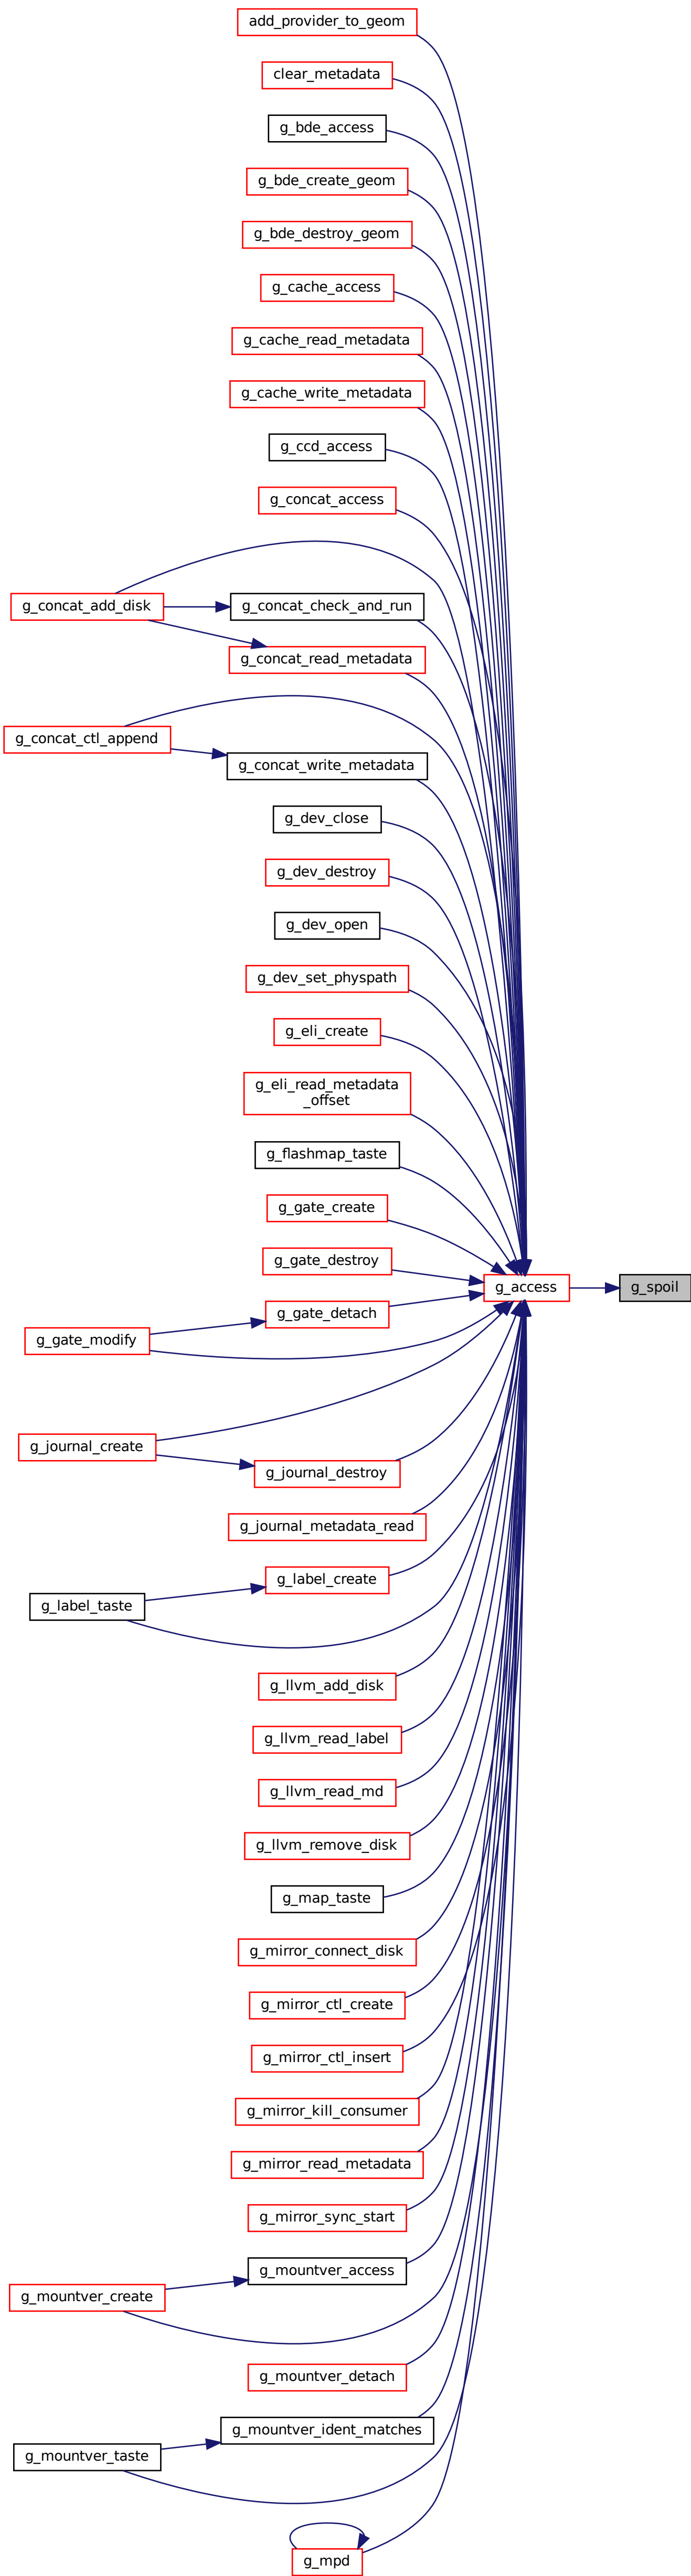 add_provider_to_geom
clear_metadata
g_bde_access
g_bde_create_geom
g_bde_destroy_geom
g_cache_access
g_cache_read_metadata
g_cache_write_metadata
g_ccd_access
g_concat_access
g_concat_add_disk
g_concat_check_and_run
g_concat_read_metadata
g_concat_ctl_append
g_concat_write_metadata
g_dev_close
g_dev_destroy
g_dev_open
g_dev_set_physpath
g_eli_create
g_eli_read_metadata
_offset
g_flashmap_taste
g_gate_create
g_gate_destroy
g_access
g_spoil
g_gate_detach
g_gate_modify
g_journal_create
g_journal_destroy
g_journal_metadata_read
g_label_create
g_label_taste
g_llvm_add_disk
g_llvm_read_label
g_llvm_read_md
g_llvm_remove_disk
g_map_taste
g_mirror_connect_disk
g_mirror_ctl_create
g_mirror_ctl_insert
g_mirror_kill_consumer
g_mirror_read_metadata
g_mirror_sync_start
g_mountver_access
g_mountver_create
g_mountver_detach
g_mountver_ident_matches
g_mountver_taste
g_mpd